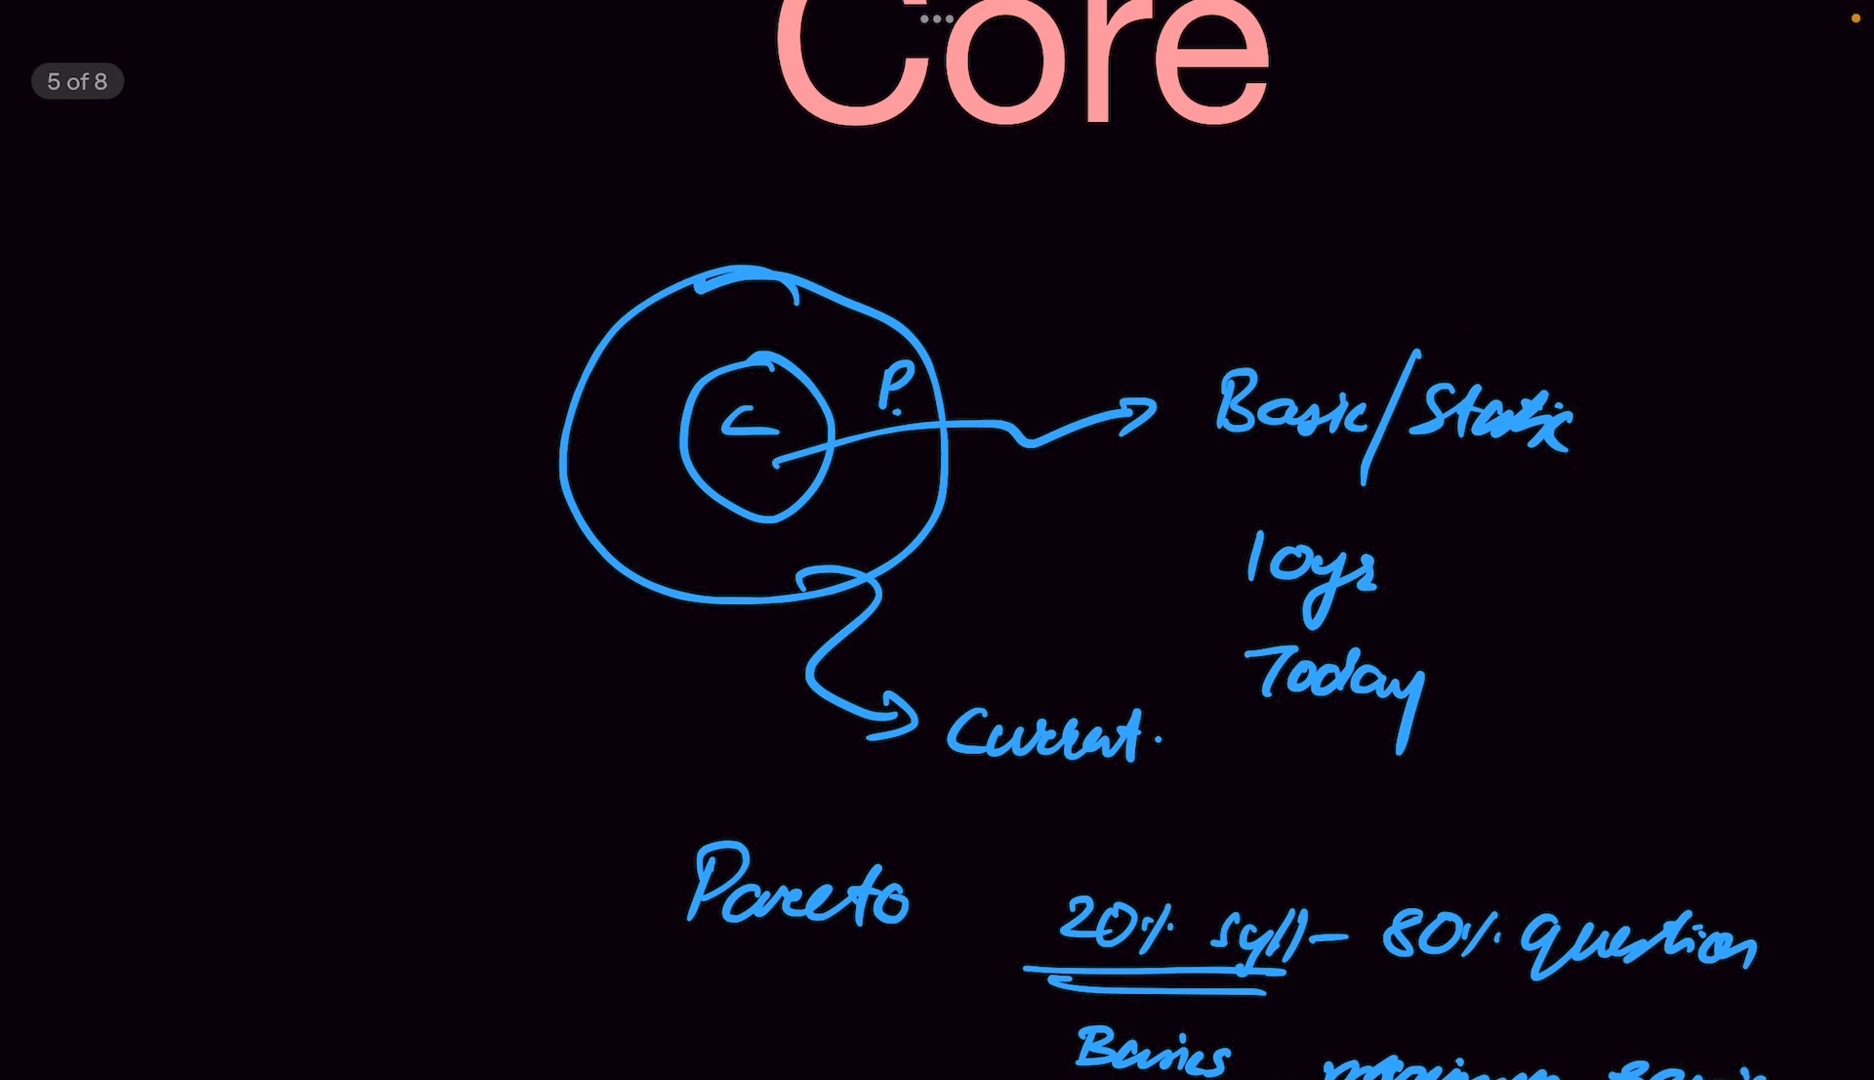 Core
5 of 8
C
P.
Basic/Static
10yrs
Today
Current.
Pareto
20% syll - 80% question
Basics